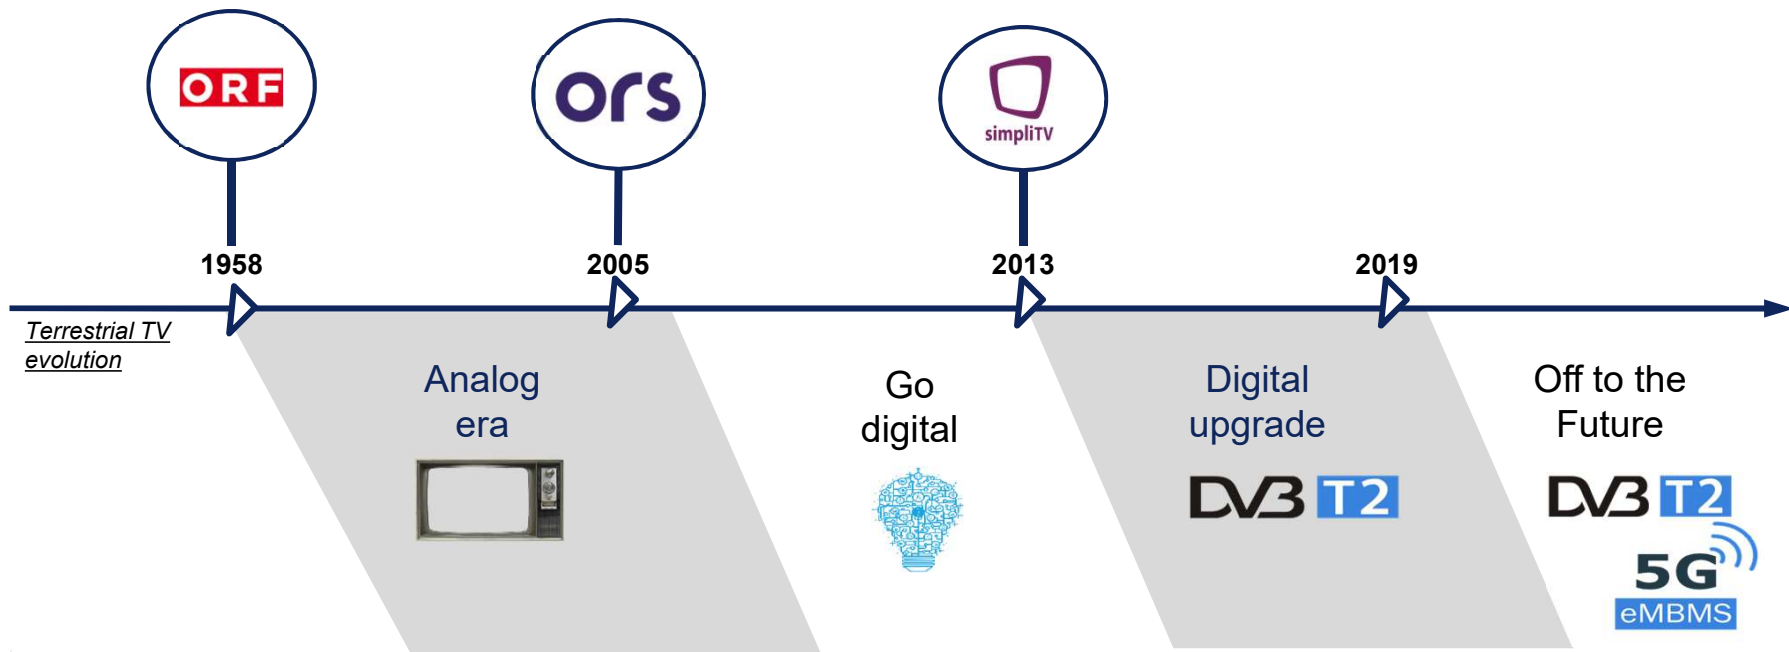 ORF
ors
simpliTV
1958
2005
2013
2019
Terrestrial TV
evolution
Analog
era
Go
digital
Digital
upgrade
DVB T2
Off to the
Future
DVB T2
5G
eMBMS